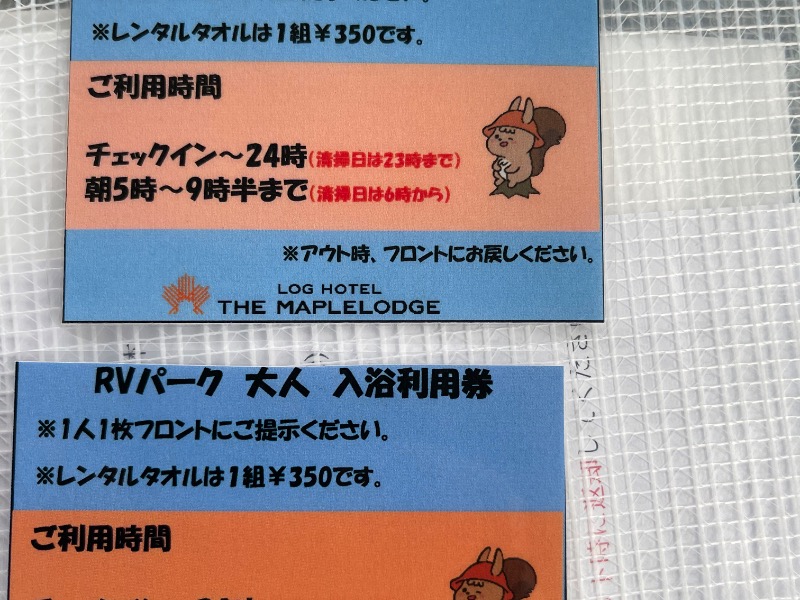 ※レンタルタオルは1組￥350です。
ご利用時間
チェックイン～24時(清掃日は23時まで)
朝5時～9時半まで(清掃日は6時から)
※アウト時、フロントにお戻しください。
LOG HOTEL
THE MAPLELODGE
RVパーク 大人 入浴利用券
※1人1枚フロントにご提示ください。
※レンタルタオルは1組￥350です。
ご利用時間